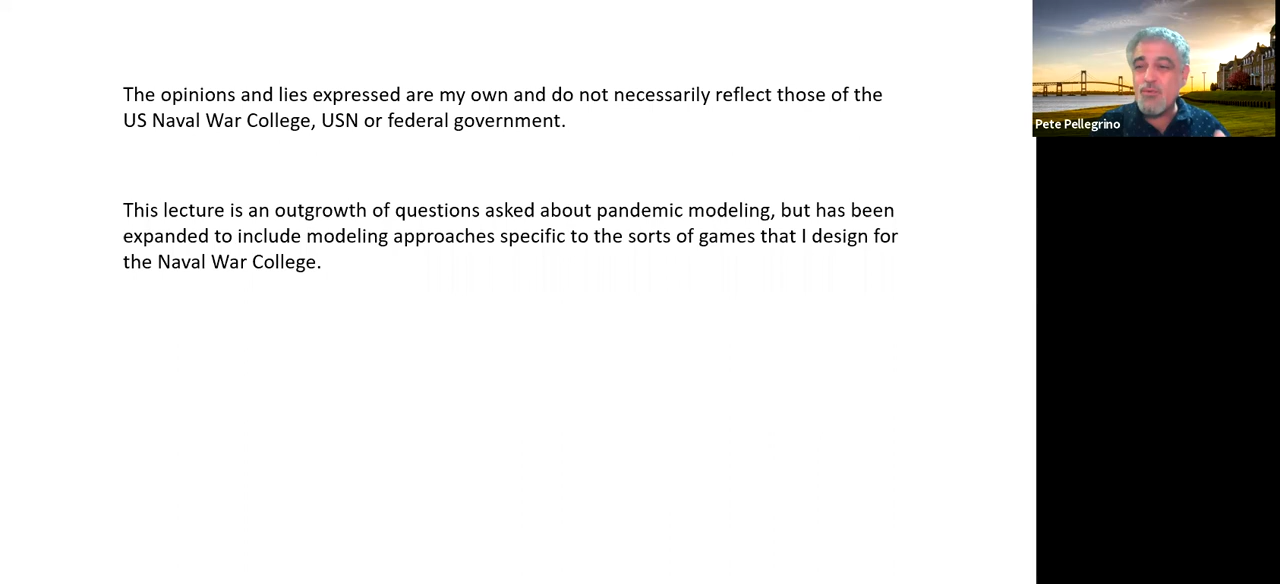 The opinions and lies expressed are my own and do not necessarily reflect those of the
US Naval War College, USN or federal government.
This lecture is an outgrowth of questions asked about pandemic modeling, but has been
expanded to include modeling approaches specific to the sorts of games that I design for
the Naval War College.
Pete Pellegrino